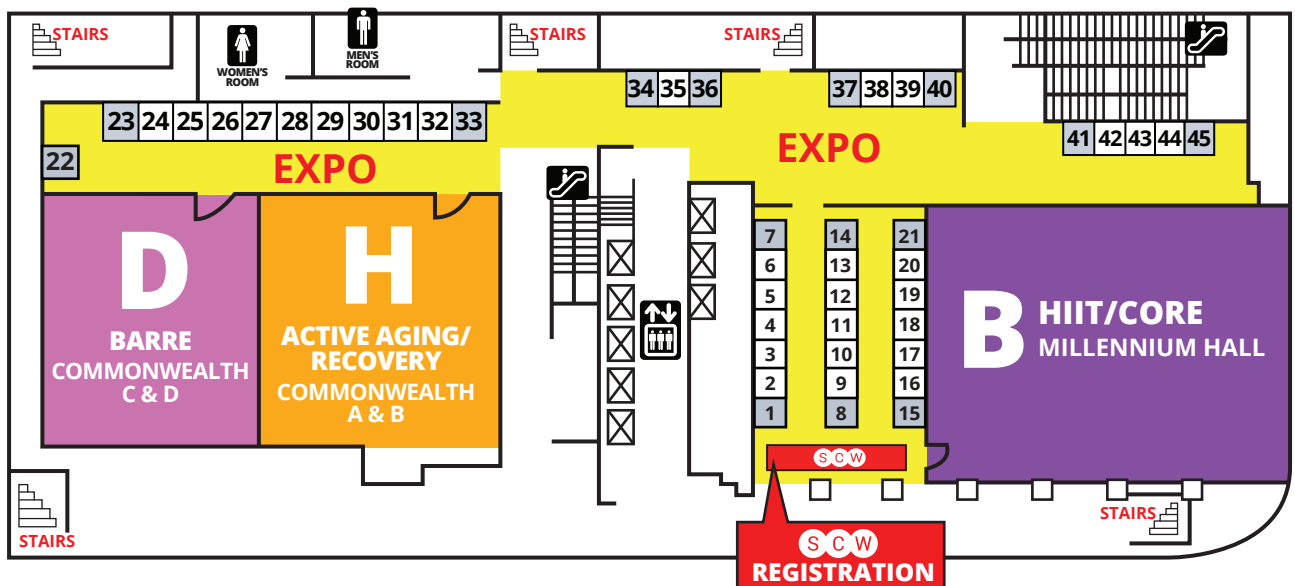 STAIRS
WOMEN'S
ROOM
MEN'S
ROOM
STAIRS
STAIRS
34 35 36
37 38 39 40
23 24 25 26 27 28 29 30 31 32 33
41 42 43 44 45
22
EXPO
EXPO
D
BARRE
COMMONWEALTH
C & D
H
ACTIVE AGING/
RECOVERY
COMMONWEALTH
A & B
7 14 21
6 13 20
5 12 19
4 11 18
3 10 17
2 9 16
1 8 15
B
HIIT/CORE
MILLENNIUM HALL
SCW
STAIRS
STAIRS
SCW
REGISTRATION